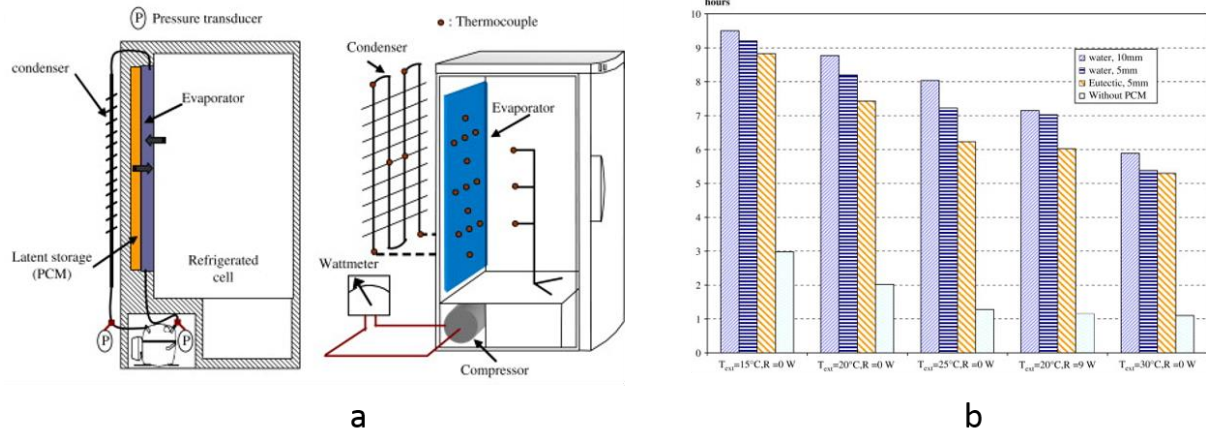 P Pressure transducer
condenser
Evaporator
Latent storage
(PCM)
Refrigerated
cell
P
P
: Thermocouple
Condenser
Evaporator
Wattmeter
Compressor
a
hours
10
9
8
7
6
5
4
3
2
1
0
water, 10mm
water, 5mm
Eutectic, 5mm
Without PCM
Text=15°C,R =0 W
Text=20°C,R =0 W
Text=25°C,R =0 W
Text=20°C,R =9 W
Text=30°C,R =0 W
b